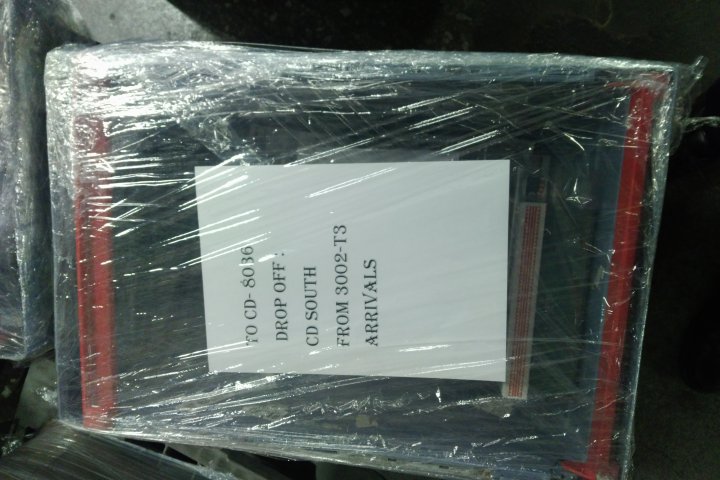 TO CD- 8036
DROP OFF :
CD SOUTH
FROM 3002-T3
ARRIVALS